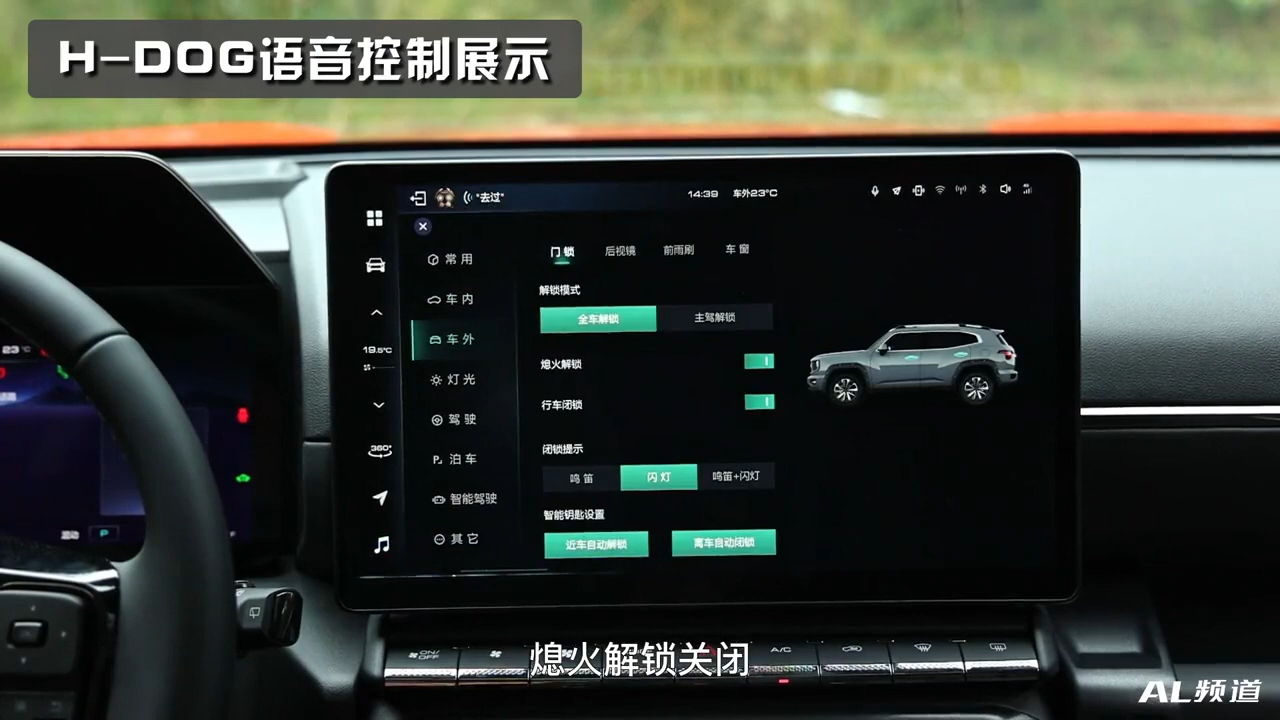 H-DOG语音控制展示
"去过"
14:39
车外23°C
常用
车内
车外
灯光
驾驶
P 泊车
智能驾驶
其它
19.5°C
360°
门锁
后视镜
前雨刷
车窗
解锁模式
全车解锁
主驾解锁
熄火解锁
行车闭锁
闭锁提示
鸣笛
闪灯
鸣笛+闪灯
智能钥匙设置
近车自动解锁
离车自动闭锁
23°C
P
ON/OFF
A/C
熄火解锁关闭
AL频道